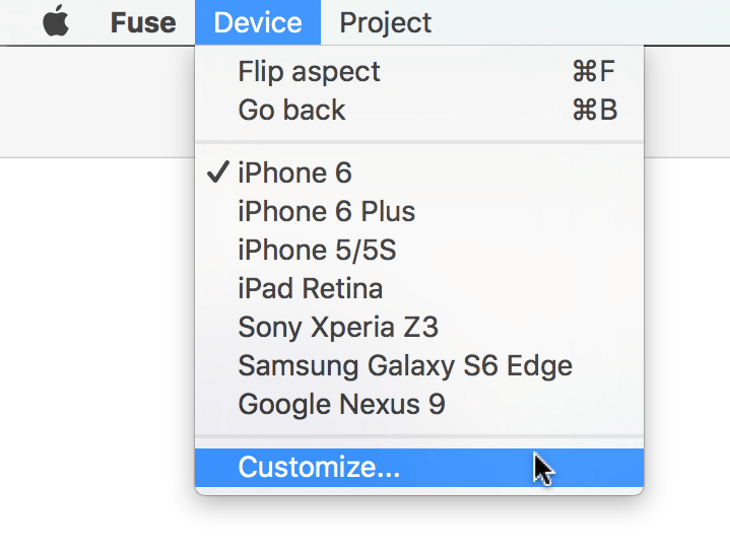 Fuse Device Project
Flip aspect ⌘F
Go back ⌘B
iPhone 6
iPhone 6 Plus
iPhone 5/5S
iPad Retina
Sony Xperia Z3
Samsung Galaxy S6 Edge
Google Nexus 9
Customize...